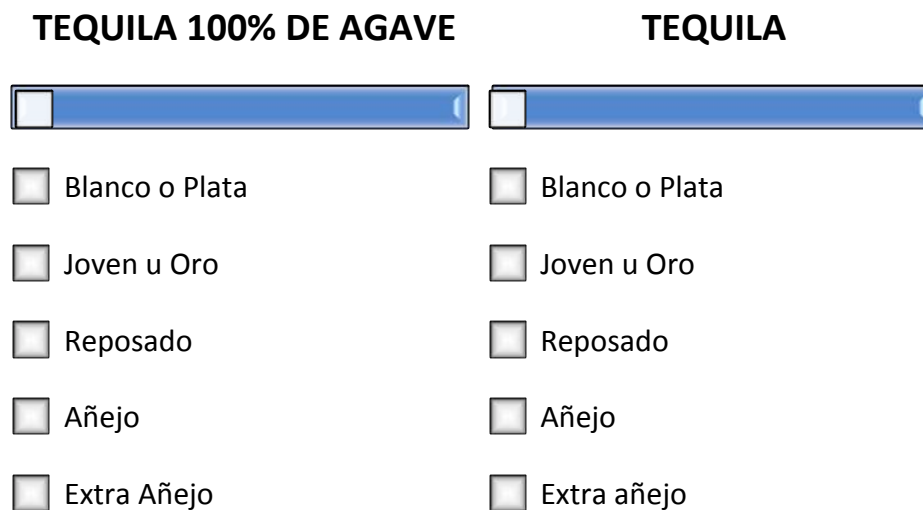 TEQUILA 100% DE AGAVE
Blanco o Plata
Joven u Oro
Reposado
Añejo
Extra Añejo
TEQUILA
Blanco o Plata
Joven u Oro
Reposado
Añejo
Extra añejo